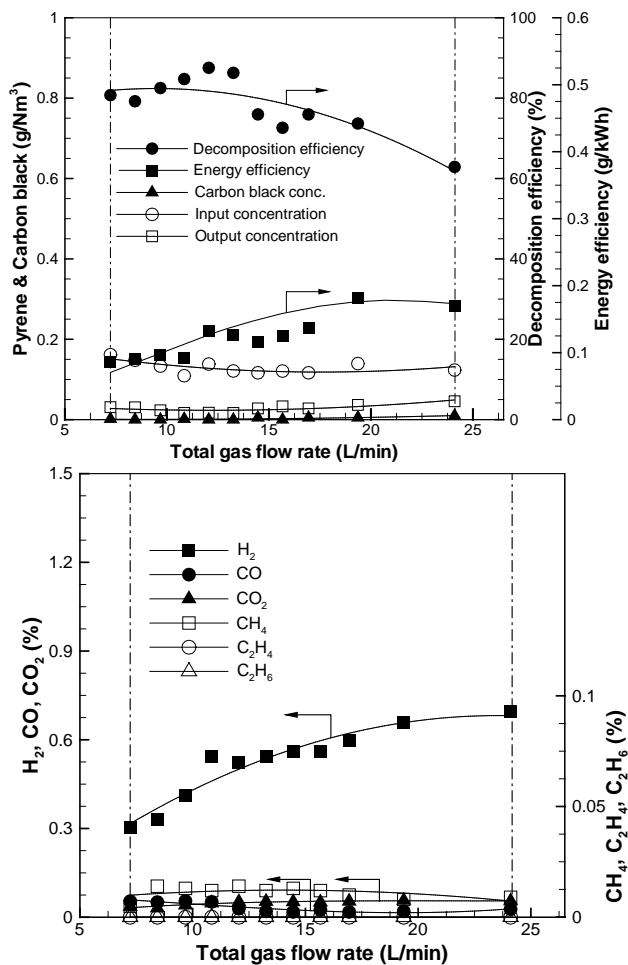 Pyrene & Carbon black (g/Nm³)
1
0.8
0.6
0.4
0.2
0
Decomposition efficiency
Energy efficiency
Carbon black conc.
Input concentration
Output concentration
100
80
60
40
20
0
Decomposition efficiency (%)
0.6
0.5
0.4
0.3
0.2
0.1
0
Energy efficiency (g/kWh)
5
10
15
20
25
Total gas flow rate (L/min)
H₂, CO, CO₂ (%)
1.5
1.2
0.9
0.6
0.3
0
H₂
CO
CO₂
CH₄
C₂H₄
C₂H₆
0.1
0.05
0
CH₄, C₂H₄, C₂H₆ (%)
5
10
15
20
25
Total gas flow rate (L/min)